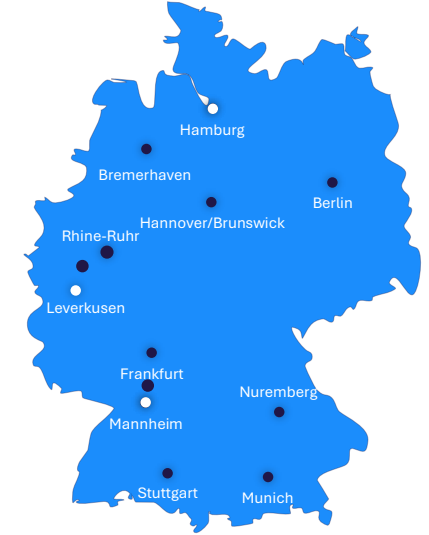 Hamburg
Bremerhaven
Berlin
Hannover/Brunswick
Rhine-Ruhr
Leverkusen
Frankfurt
Nuremberg
Mannheim
Stuttgart
Munich